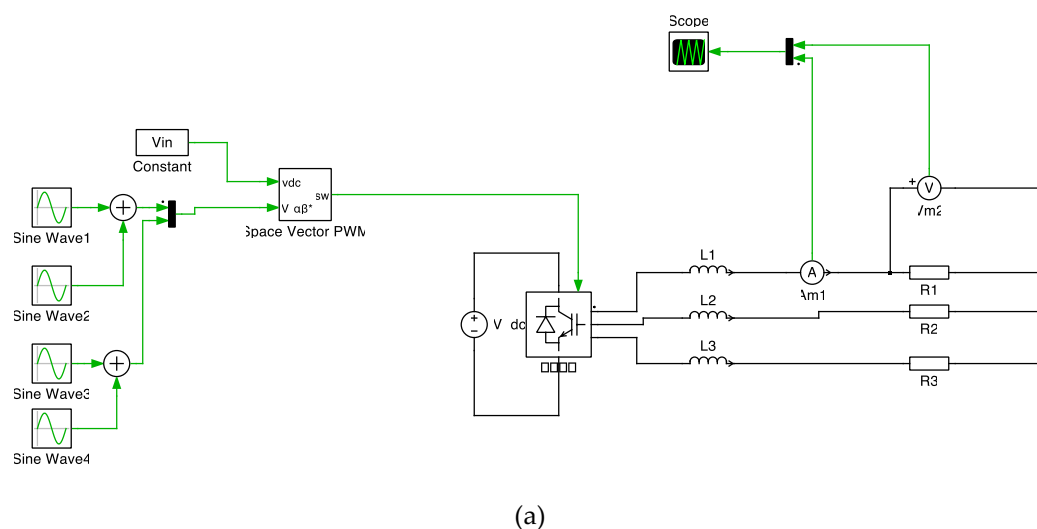 Scope
Vin
Constant
vdc
sw
V αβ*
Space Vector PWM
Sine Wave1
Sine Wave2
Sine Wave3
Sine Wave4
+
V
Vm2
L1
A
Am1
R1
L2
R2
V dc
L3
R3
(a)